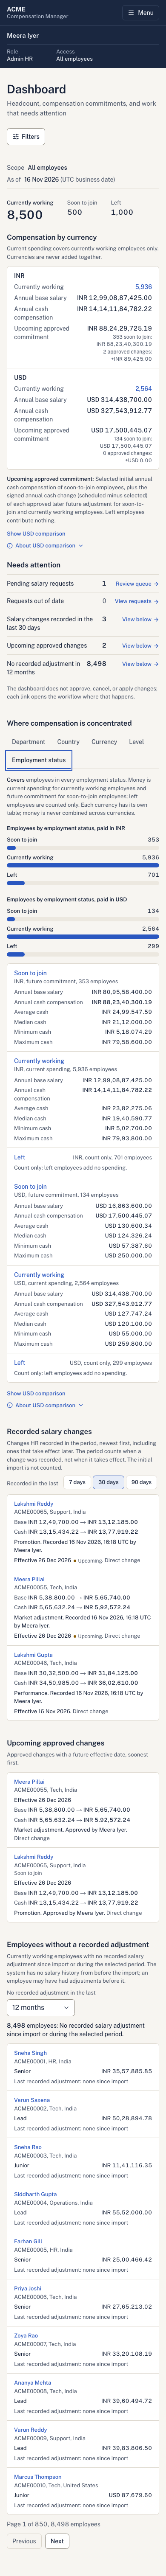 ACME
Compensation Manager
Menu
Meera Iyer
Role
Admin HR
Access
All employees
Dashboard
Headcount, compensation commitments, and work
that needs attention
Filters
Scope All employees
As of 16 Nov 2026 (UTC business date)
Currently working
8,500
Soon to join
500
Left
1,000
Compensation by currency
Current spending covers currently working employees only.
Currencies are never added together.
INR
Currently working 5,936
Annual base salary INR 12,99,08,87,425.00
Annual cash compensation INR 14,14,11,84,782.22
Upcoming approved commitment INR 88,24,29,725.19
353 soon to join:
INR 88,23,40,300.19
2 approved changes:
+INR 89,425.00
USD
Currently working 2,564
Annual base salary USD 314,438,700.00
Annual cash compensation USD 327,543,912.77
Upcoming approved commitment USD 17,500,445.07
134 soon to join:
USD 17,500,445.07
0 approved changes:
+USD 0.00
Upcoming approved commitment: Selected initial annual
cash compensation for soon to join employees, plus the
signed annual cash change (schedule minus selected) of
each approved later future adjustment for soon-to-
join and currently working employees. Left employees
contribute nothing.
Show USD comparison
About USD comparison
Needs attention
Pending salary requests 1 Review queue →
Requests out of date 0 View requests →
Salary changes recorded in the last 30 days 3 View below →
Upcoming approved changes 2 View below →
No recorded adjustment in 12 months 8,498 View below →
The dashboard does not approve, cancel, or apply changes;
each link opens the workflow where that happens.
Where compensation is concentrated
Department Country Currency Level
Employment status
Covers employees in every employment status. Money is
current spending for currently working employees and
future commitment for soon-to-join employees; left
employees are counted only. Each currency has its own
table; money is never combined across currencies.
Employees by employment status, paid in INR
Soon to join 353
Currently working 5,936
Left 701
Employees by employment status, paid in USD
Soon to join 134
Currently working 2,564
Left 299
Soon to join
INR, future commitment, 353 employees
Annual base salary INR 80,95,58,400.00
Annual cash compensation INR 88,23,40,300.19
Average cash INR 24,99,547.59
Median cash INR 21,12,000.00
Minimum cash INR 5,18,074.29
Maximum cash INR 79,58,600.00
Currently working
INR, current spending, 5,936 employees
Annual base salary INR 12,99,08,87,425.00
Annual cash compensation INR 14,14,11,84,782.22
Average cash INR 23,82,275.06
Median cash INR 19,40,590.77
Minimum cash INR 5,02,700.00
Maximum cash INR 79,93,800.00
Left INR, count only, 701 employees
Count only: left employees add no spending.
Soon to join
USD, future commitment, 134 employees
Annual base salary USD 16,863,600.00
Annual cash compensation USD 17,500,445.07
Average cash USD 130,600.34
Median cash USD 124,326.24
Minimum cash USD 57,387.60
Maximum cash USD 250,000.00
Currently working
USD, current spending, 2,564 employees
Annual base salary USD 314,438,700.00
Annual cash compensation USD 327,543,912.77
Average cash USD 127,747.24
Median cash USD 120,120.00
Minimum cash USD 55,000.00
Maximum cash USD 259,800.00
Left USD, count only, 299 employees
Count only: left employees add no spending.
Show USD comparison
About USD comparison
Recorded salary changes
Changes HR recorded in the period, newest first, including
ones that take effect later. The period counts when a
change was recorded, not when it takes effect. The initial
import is not counted.
Recorded in the last 7 days 30 days 90 days
Lakshmi Reddy
ACME00065, Support, India
Base INR 12,49,700.00 → INR 13,12,185.00
Cash INR 13,15,434.22 → INR 13,77,919.22
Promotion. Recorded 16 Nov 2026, 16:18 UTC by
Meera Iyer.
Effective 26 Dec 2026 Upcoming. Direct change
Meera Pillai
ACME00055, Tech, India
Base INR 5,38,800.00 → INR 5,65,740.00
Cash INR 5,65,632.24 → INR 5,92,572.24
Market adjustment. Recorded 16 Nov 2026, 16:18 UTC
by Meera Iyer.
Effective 26 Dec 2026 Upcoming. Direct change
Lakshmi Gupta
ACME00046, Tech, India
Base INR 30,32,500.00 → INR 31,84,125.00
Cash INR 34,50,985.00 → INR 36,02,610.00
Performance. Recorded 16 Nov 2026, 16:18 UTC by
Meera Iyer.
Effective 16 Nov 2026. Direct change
Upcoming approved changes
Approved changes with a future effective date, soonest
first.
Meera Pillai
ACME00055, Tech, India
Effective 26 Dec 2026
Base INR 5,38,800.00 → INR 5,65,740.00
Cash INR 5,65,632.24 → INR 5,92,572.24
Market adjustment. Approved by Meera Iyer.
Direct change
Lakshmi Reddy
ACME00065, Support, India
Soon to join
Effective 26 Dec 2026
Base INR 12,49,700.00 → INR 13,12,185.00
Cash INR 13,15,434.22 → INR 13,77,919.22
Promotion. Approved by Meera Iyer. Direct change
Employees without a recorded adjustment
Currently working employees with no recorded salary
adjustment since import or during the selected period. The
system has no salary history from before the import; an
employee may have had adjustments before it.
No recorded adjustment in the last
12 months
8,498 employees: No recorded salary adjustment
since import or during the selected period.
Sneha Singh
ACME00001, HR, India
Senior INR 35,57,885.85
Last recorded adjustment: none since import
Varun Saxena
ACME00002, Tech, India
Lead INR 50,28,894.78
Last recorded adjustment: none since import
Sneha Rao
ACME00003, Tech, India
Junior INR 11,41,116.35
Last recorded adjustment: none since import
Siddharth Gupta
ACME00004, Operations, India
Lead INR 55,52,000.00
Last recorded adjustment: none since import
Farhan Gill
ACME00005, HR, India
Senior INR 25,00,466.42
Last recorded adjustment: none since import
Priya Joshi
ACME00006, Tech, India
Senior INR 27,65,213.02
Last recorded adjustment: none since import
Zoya Rao
ACME00007, Tech, India
Senior INR 33,20,108.19
Last recorded adjustment: none since import
Ananya Mehta
ACME00008, Tech, India
Lead INR 39,60,494.72
Last recorded adjustment: none since import
Varun Reddy
ACME00009, Support, India
Lead INR 39,83,806.50
Last recorded adjustment: none since import
Marcus Thompson
ACME00010, Tech, United States
Junior USD 87,679.60
Last recorded adjustment: none since import
Page 1 of 850, 8,498 employees
Previous Next